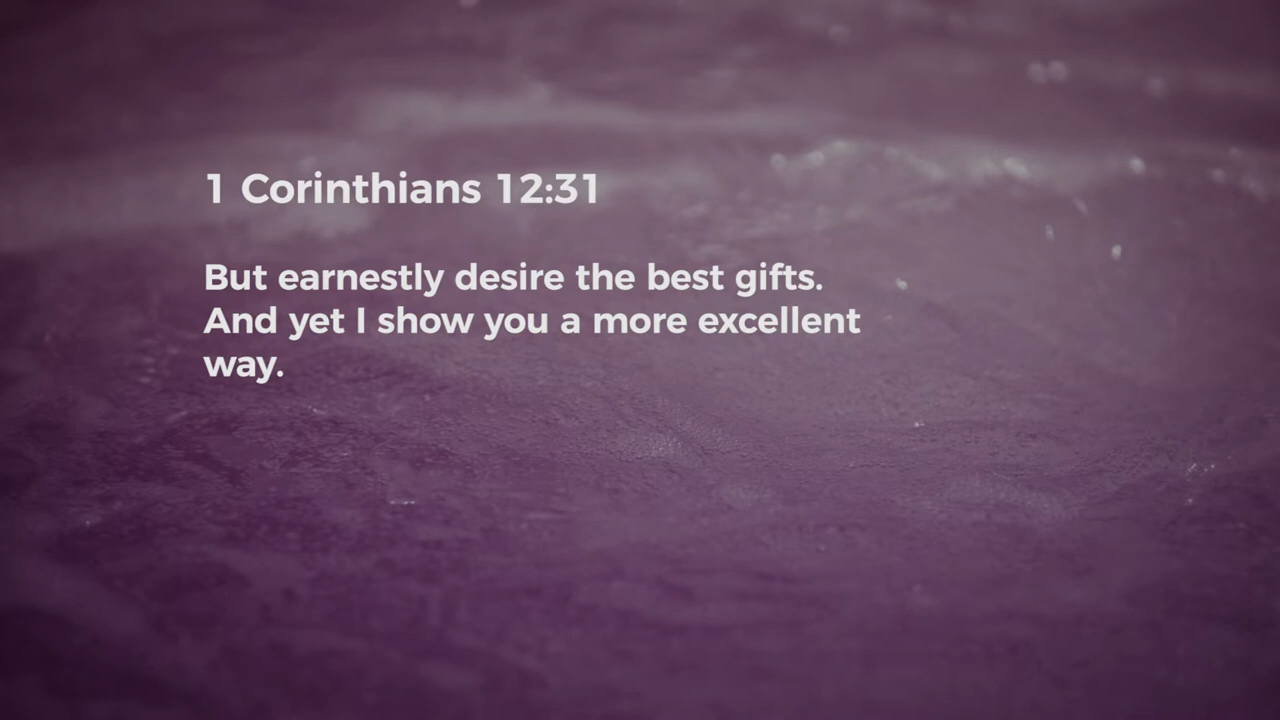 1 Corinthians 12:31
But earnestly desire the best gifts.
And yet I show you a more excellent
way.